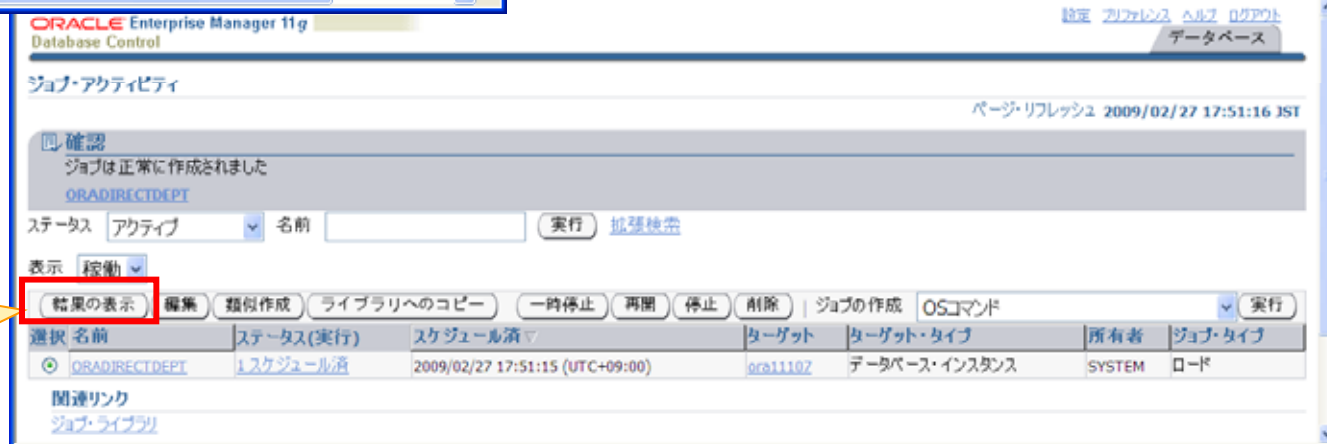 ORACLE Enterprise Manager 11g
Database Control
設定 プリファレンス ヘルプ ログアウト
データベース
ジョブ・アクティビティ
ページ・リフレッシュ 2009/02/27 17:51:16 JST
確認
ジョブは正常に作成されました
ORADIRECTDEPT
ステータス アクティブ 名前 実行 拡張検索
表示 稼働
結果の表示 編集 類似作成 ライブラリへのコピー 一時停止 再開 停止 削除 | ジョブの作成 OSコマンド 実行
選択 名前 ステータス(実行) スケジュール済 ターゲット ターゲット・タイプ 所有者 ジョブ・タイプ
ORADIRECTDEPT 1 スケジュール済 2009/02/27 17:51:15 (UTC+09:00) ora11107 データベース・インスタンス SYSTEM ロード
関連リンク
ジョブ・ライブラリ